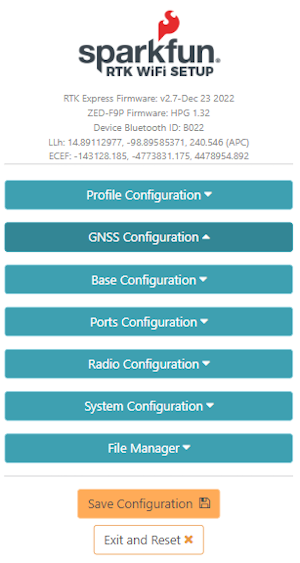 sparkfun®
RTK WiFi SETUP
RTK Express Firmware: v2.7-Dec 23 2022
ZED-F9P Firmware: HPG 1.32
Device Bluetooth ID: B022
LLh: 14.89112977, -98.89585371, 240.546 (APC)
ECEF: -143128.185, -4773831.175, 4478954.892
Profile Configuration
GNSS Configuration
Base Configuration
Ports Configuration
Radio Configuration
System Configuration
File Manager
Save Configuration
Exit and Reset